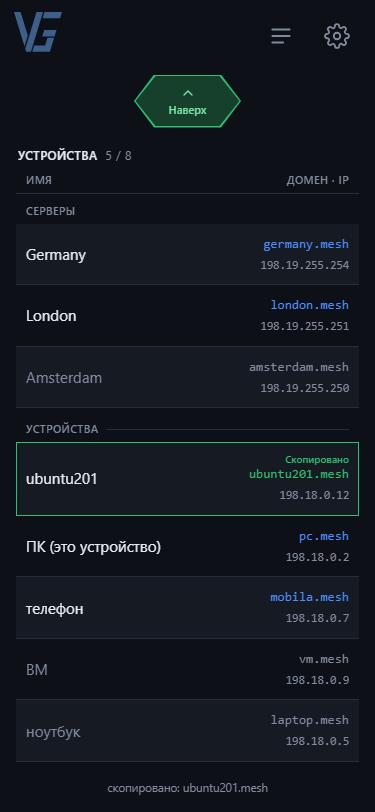 VG
Наверх
УСТРОЙСТВА 5 / 8
ИМЯ ДОМЕН · IP
СЕРВЕРЫ
Germany germany.mesh
198.19.255.254
London london.mesh
198.19.255.251
Amsterdam amsterdam.mesh
198.19.255.250
УСТРОЙСТВА
Скопировано
ubuntu201 ubuntu201.mesh
198.18.0.12
ПК (это устройство) pc.mesh
198.18.0.2
телефон mobila.mesh
198.18.0.7
ВМ vm.mesh
198.18.0.9
ноутбук laptop.mesh
198.18.0.5
скопировано: ubuntu201.mesh